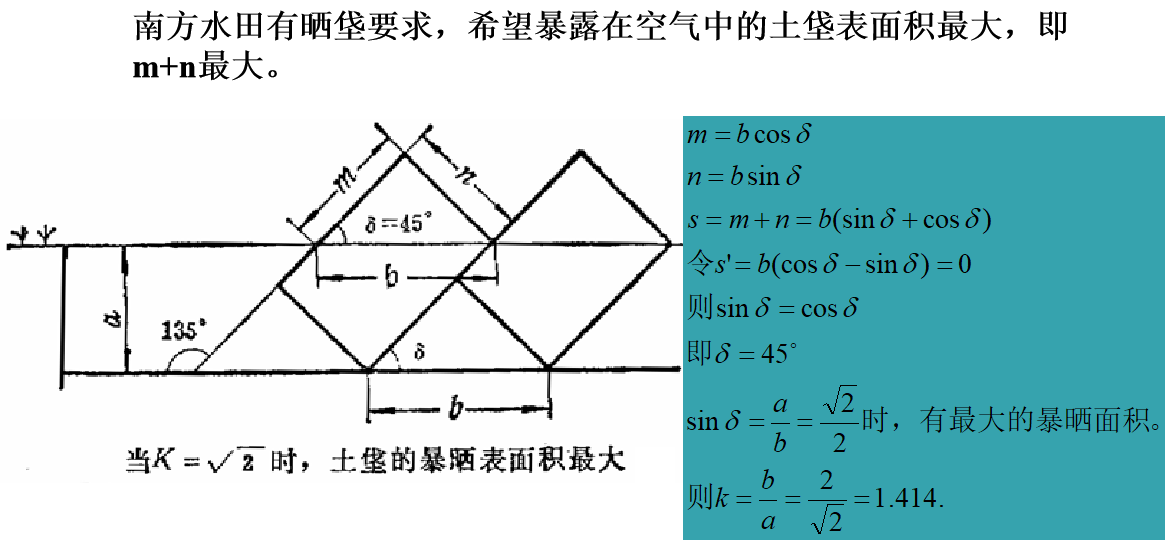 南方水田有晒垡要求，希望暴露在空气中的土垡表面积最大，即
m+n最大。
m
n
δ=45°
b
a
135°
δ
b
当K=√2时，土垡的暴晒表面积最大
m = b cos δ
n = b sin δ
s = m + n = b(sin δ + cos δ)
令s' = b(cos δ − sin δ) = 0
则sin δ = cos δ
即δ = 45°
sin δ = a/b = √2/2时，有最大的暴晒面积。
则k = b/a = 2/√2 = 1.414.